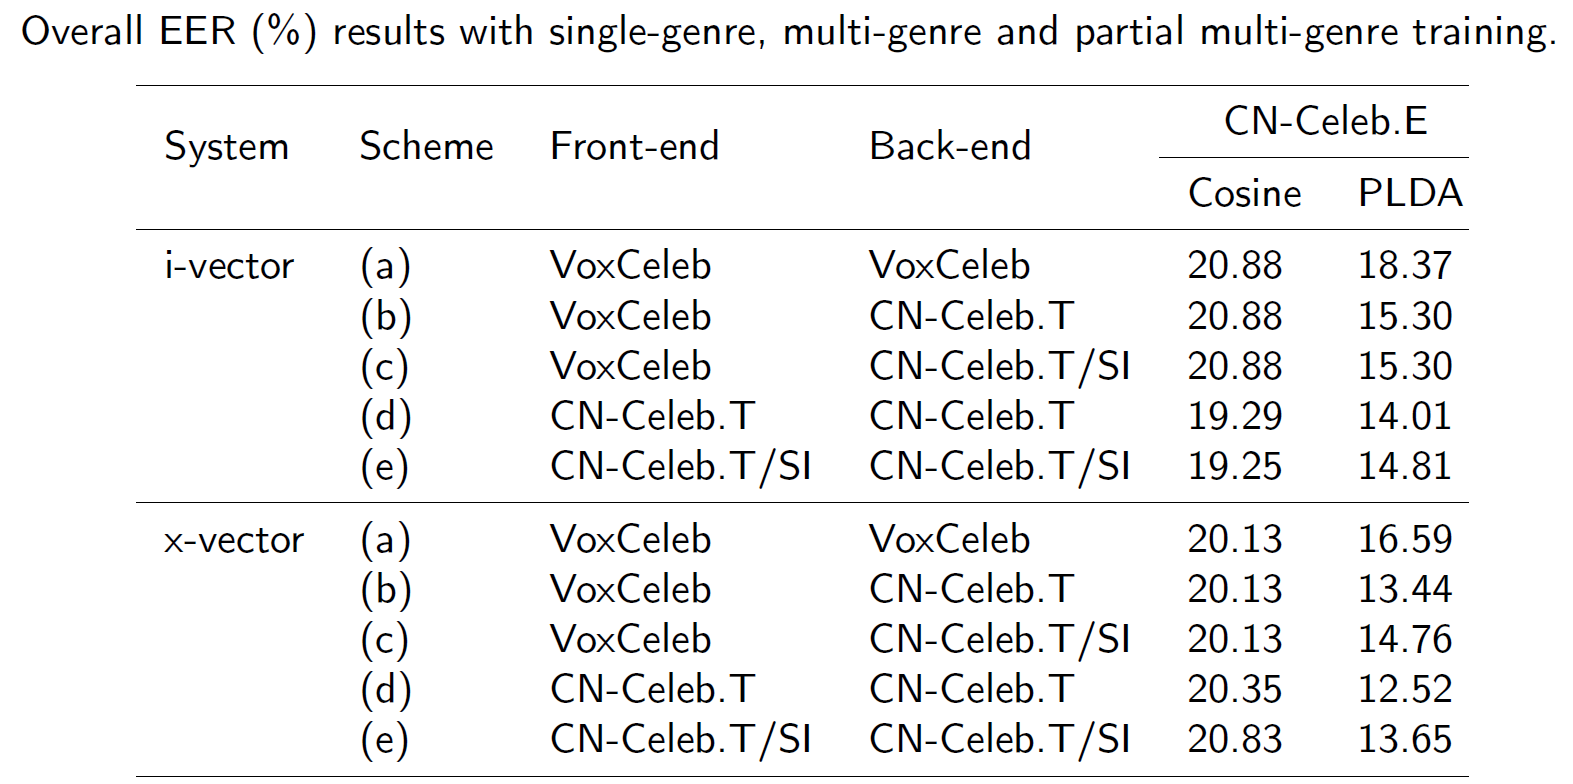 Overall EER (%) results with single-genre, multi-genre and partial multi-genre training.
System Scheme Front-end Back-end CN-Celeb.E
Cosine PLDA
i-vector (a) VoxCeleb VoxCeleb 20.88 18.37
(b) VoxCeleb CN-Celeb.T 20.88 15.30
(c) VoxCeleb CN-Celeb.T/SI 20.88 15.30
(d) CN-Celeb.T CN-Celeb.T 19.29 14.01
(e) CN-Celeb.T/SI CN-Celeb.T/SI 19.25 14.81
x-vector (a) VoxCeleb VoxCeleb 20.13 16.59
(b) VoxCeleb CN-Celeb.T 20.13 13.44
(c) VoxCeleb CN-Celeb.T/SI 20.13 14.76
(d) CN-Celeb.T CN-Celeb.T 20.35 12.52
(e) CN-Celeb.T/SI CN-Celeb.T/SI 20.83 13.65